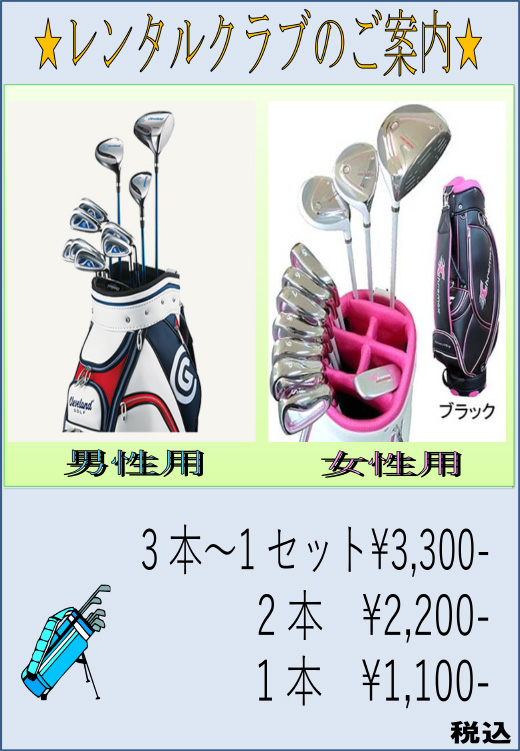 ★レンタルクラブのご案内★
Cleveland
GOLF
ブラック
男性用
女性用
3本～1セット¥3,300-
2本 ¥2,200-
1本 ¥1,100-
税込